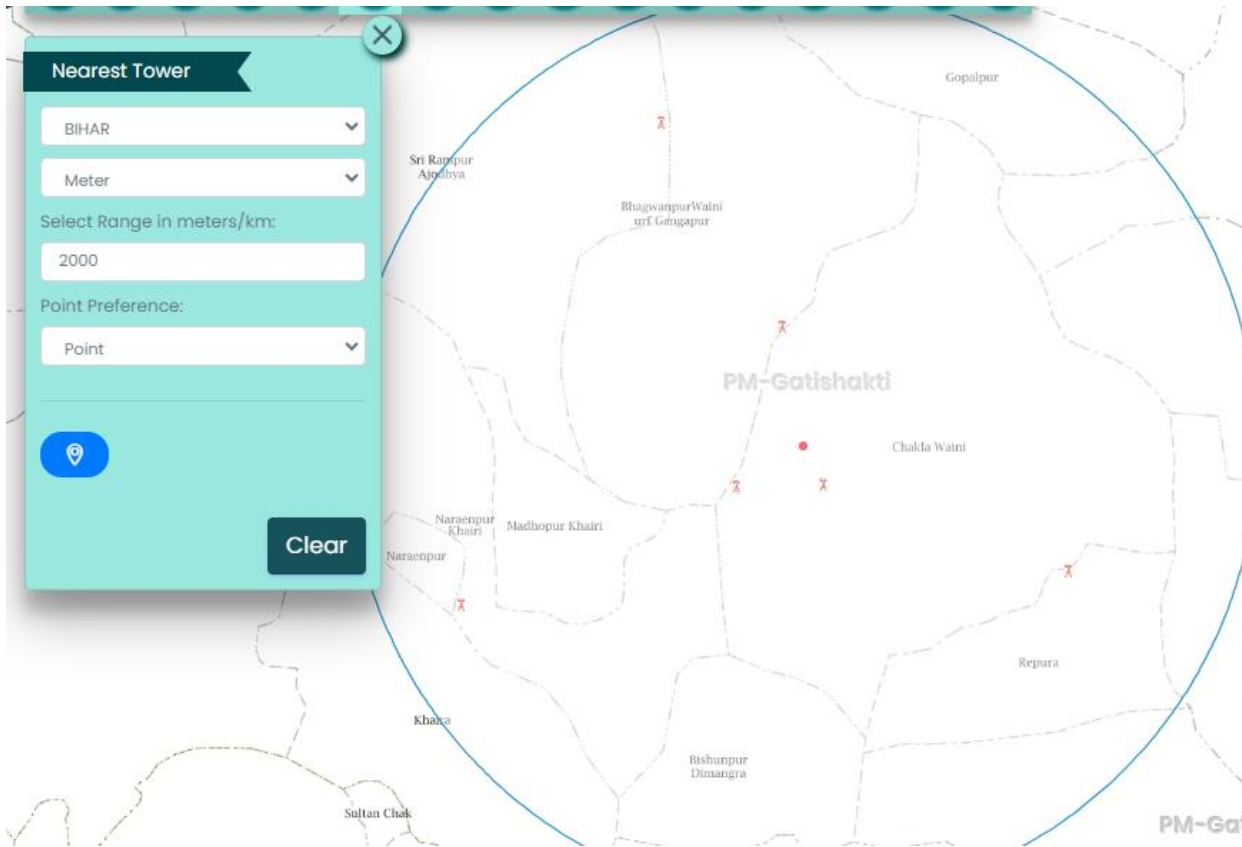 Nearest Tower
BIHAR
Meter
Select Range in meters/km:
2000
Point Preference:
Point
Clear
Gopalpur
Sri Rampur
Ajodhya
BhagwanpurWaini
urf Gangapur
PM-Gatishakti
Chakla Waini
Naraenpur
Khairi
Madhopur Khairi
Naraenpur
Repura
Khaira
Bishunpur
Dimangra
Sultan Chak
PM-Gat